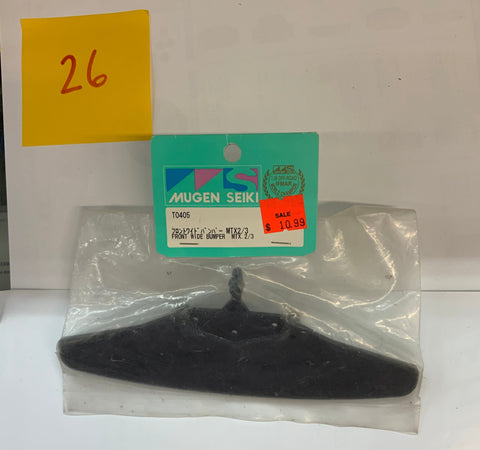 26
MUGEN SEIKI
IFMAR
T0405
SALE
$ 10.99
フロントワイドバンパー MTX2/3
FRONT WIDE BUMPER MTX 2/3